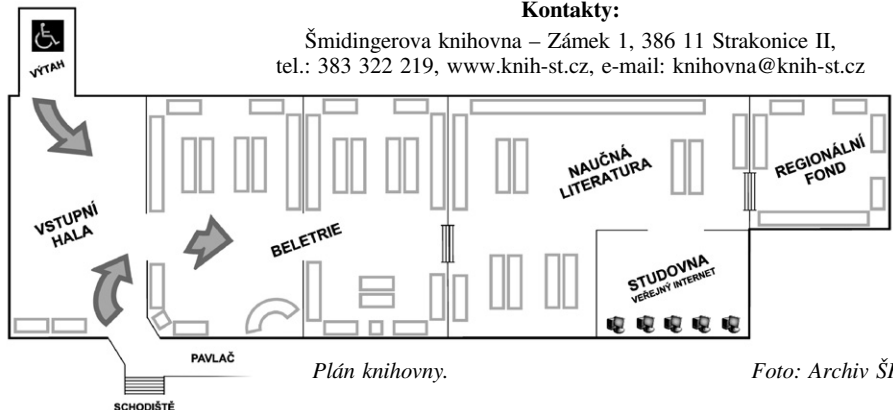 Kontakty:
Šmidingerova knihovna – Zámek 1, 386 11 Strakonice II,
tel.: 383 322 219, www.knih-st.cz, e-mail: knihovna@knih-st.cz
VÝTAH
VSTUPNÍ
HALA
BELETRIE
NAUČNÁ
LITERATURA
REGIONÁLNÍ
FOND
STUDOVNA
VEŘEJNÝ INTERNET
PAVLAČ
SCHODIŠTĚ
Plán knihovny.
Foto: Archiv